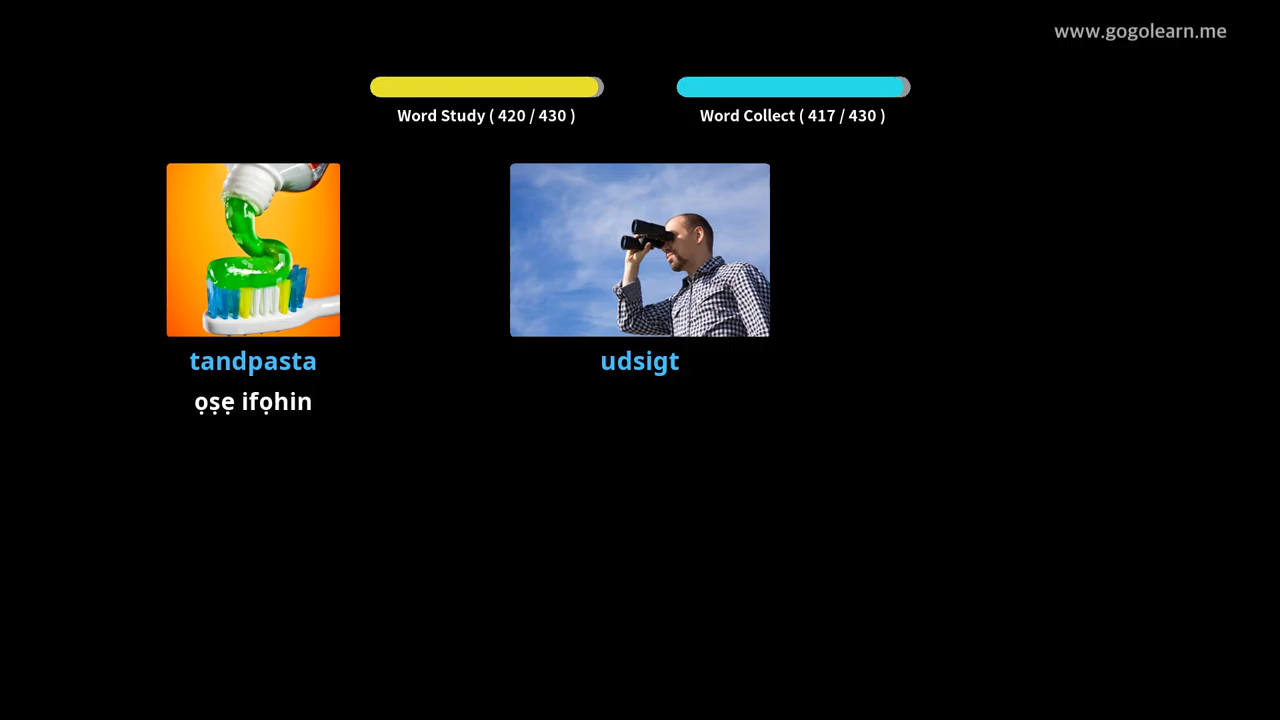 www.gogolearn.me
Word Study ( 420 / 430 )
Word Collect ( 417 / 430 )
tandpasta
ọṣẹ ifọhin
udsigt